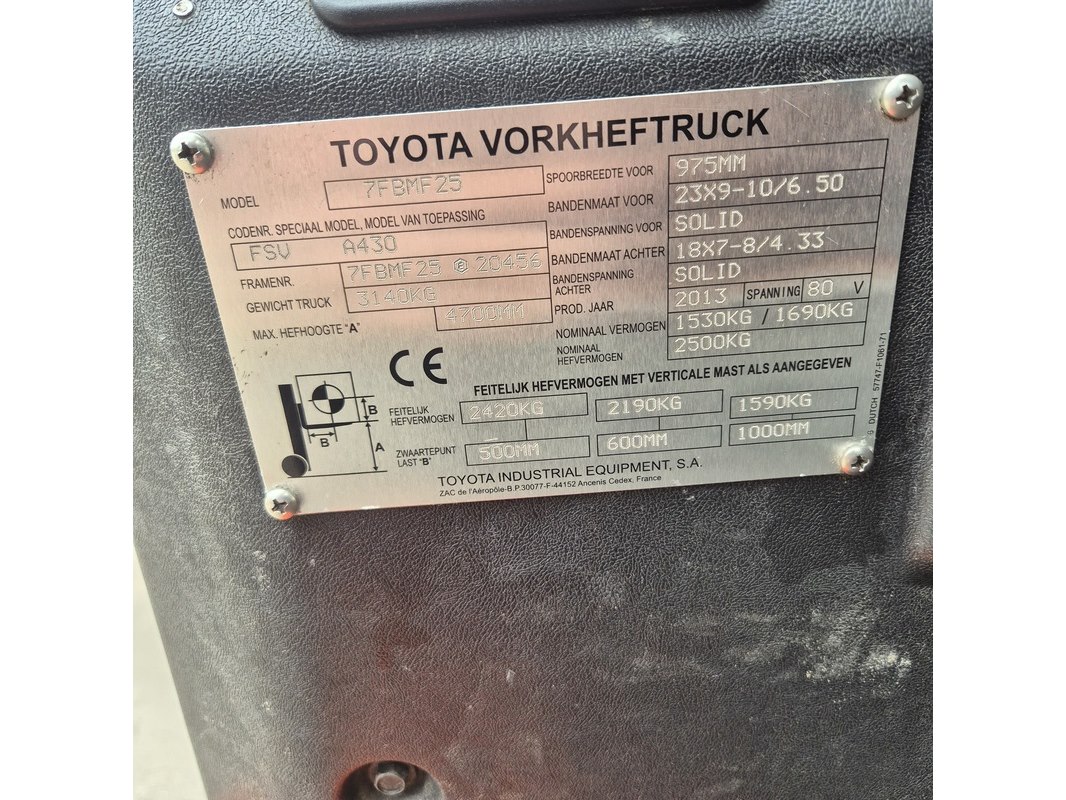 TOYOTA VORKHEFTRUCK
MODEL 7FBMF25
CODENR. SPECIAAL MODEL, MODEL VAN TOEPASSING
FSV A430
FRAMENR. 7FBMF25 20456
GEWICHT TRUCK 3140KG
MAX. HEFHOOGTE "A" 4700MM
SPOORBREEDTE VOOR 975MM
BANDENMAAT VOOR 23X9-10/6.50
BANDENSPANNING VOOR SOLID
BANDENMAAT ACHTER 18X7-8/4.33
BANDENSPANNING ACHTER SOLID
PROD. JAAR 2013 SPANNING 80 V
NOMINAAL VERMOGEN 1530KG / 1690KG
NOMINAAL HEFVERMOGEN 2500KG
CE
FEITELIJK HEFVERMOGEN MET VERTICALE MAST ALS AANGEGEVEN
FEITELIJK HEFVERMOGEN 2420KG 2190KG 1590KG
ZWAARTEPUNT LAST "B" 500MM 600MM 1000MM
B
B
A
TOYOTA INDUSTRIAL EQUIPMENT, S.A.
ZAC de l'Aéropôle-B.P.30077-F-44152 Ancenis Cedex, France
DUTCH 57747-F1061-71